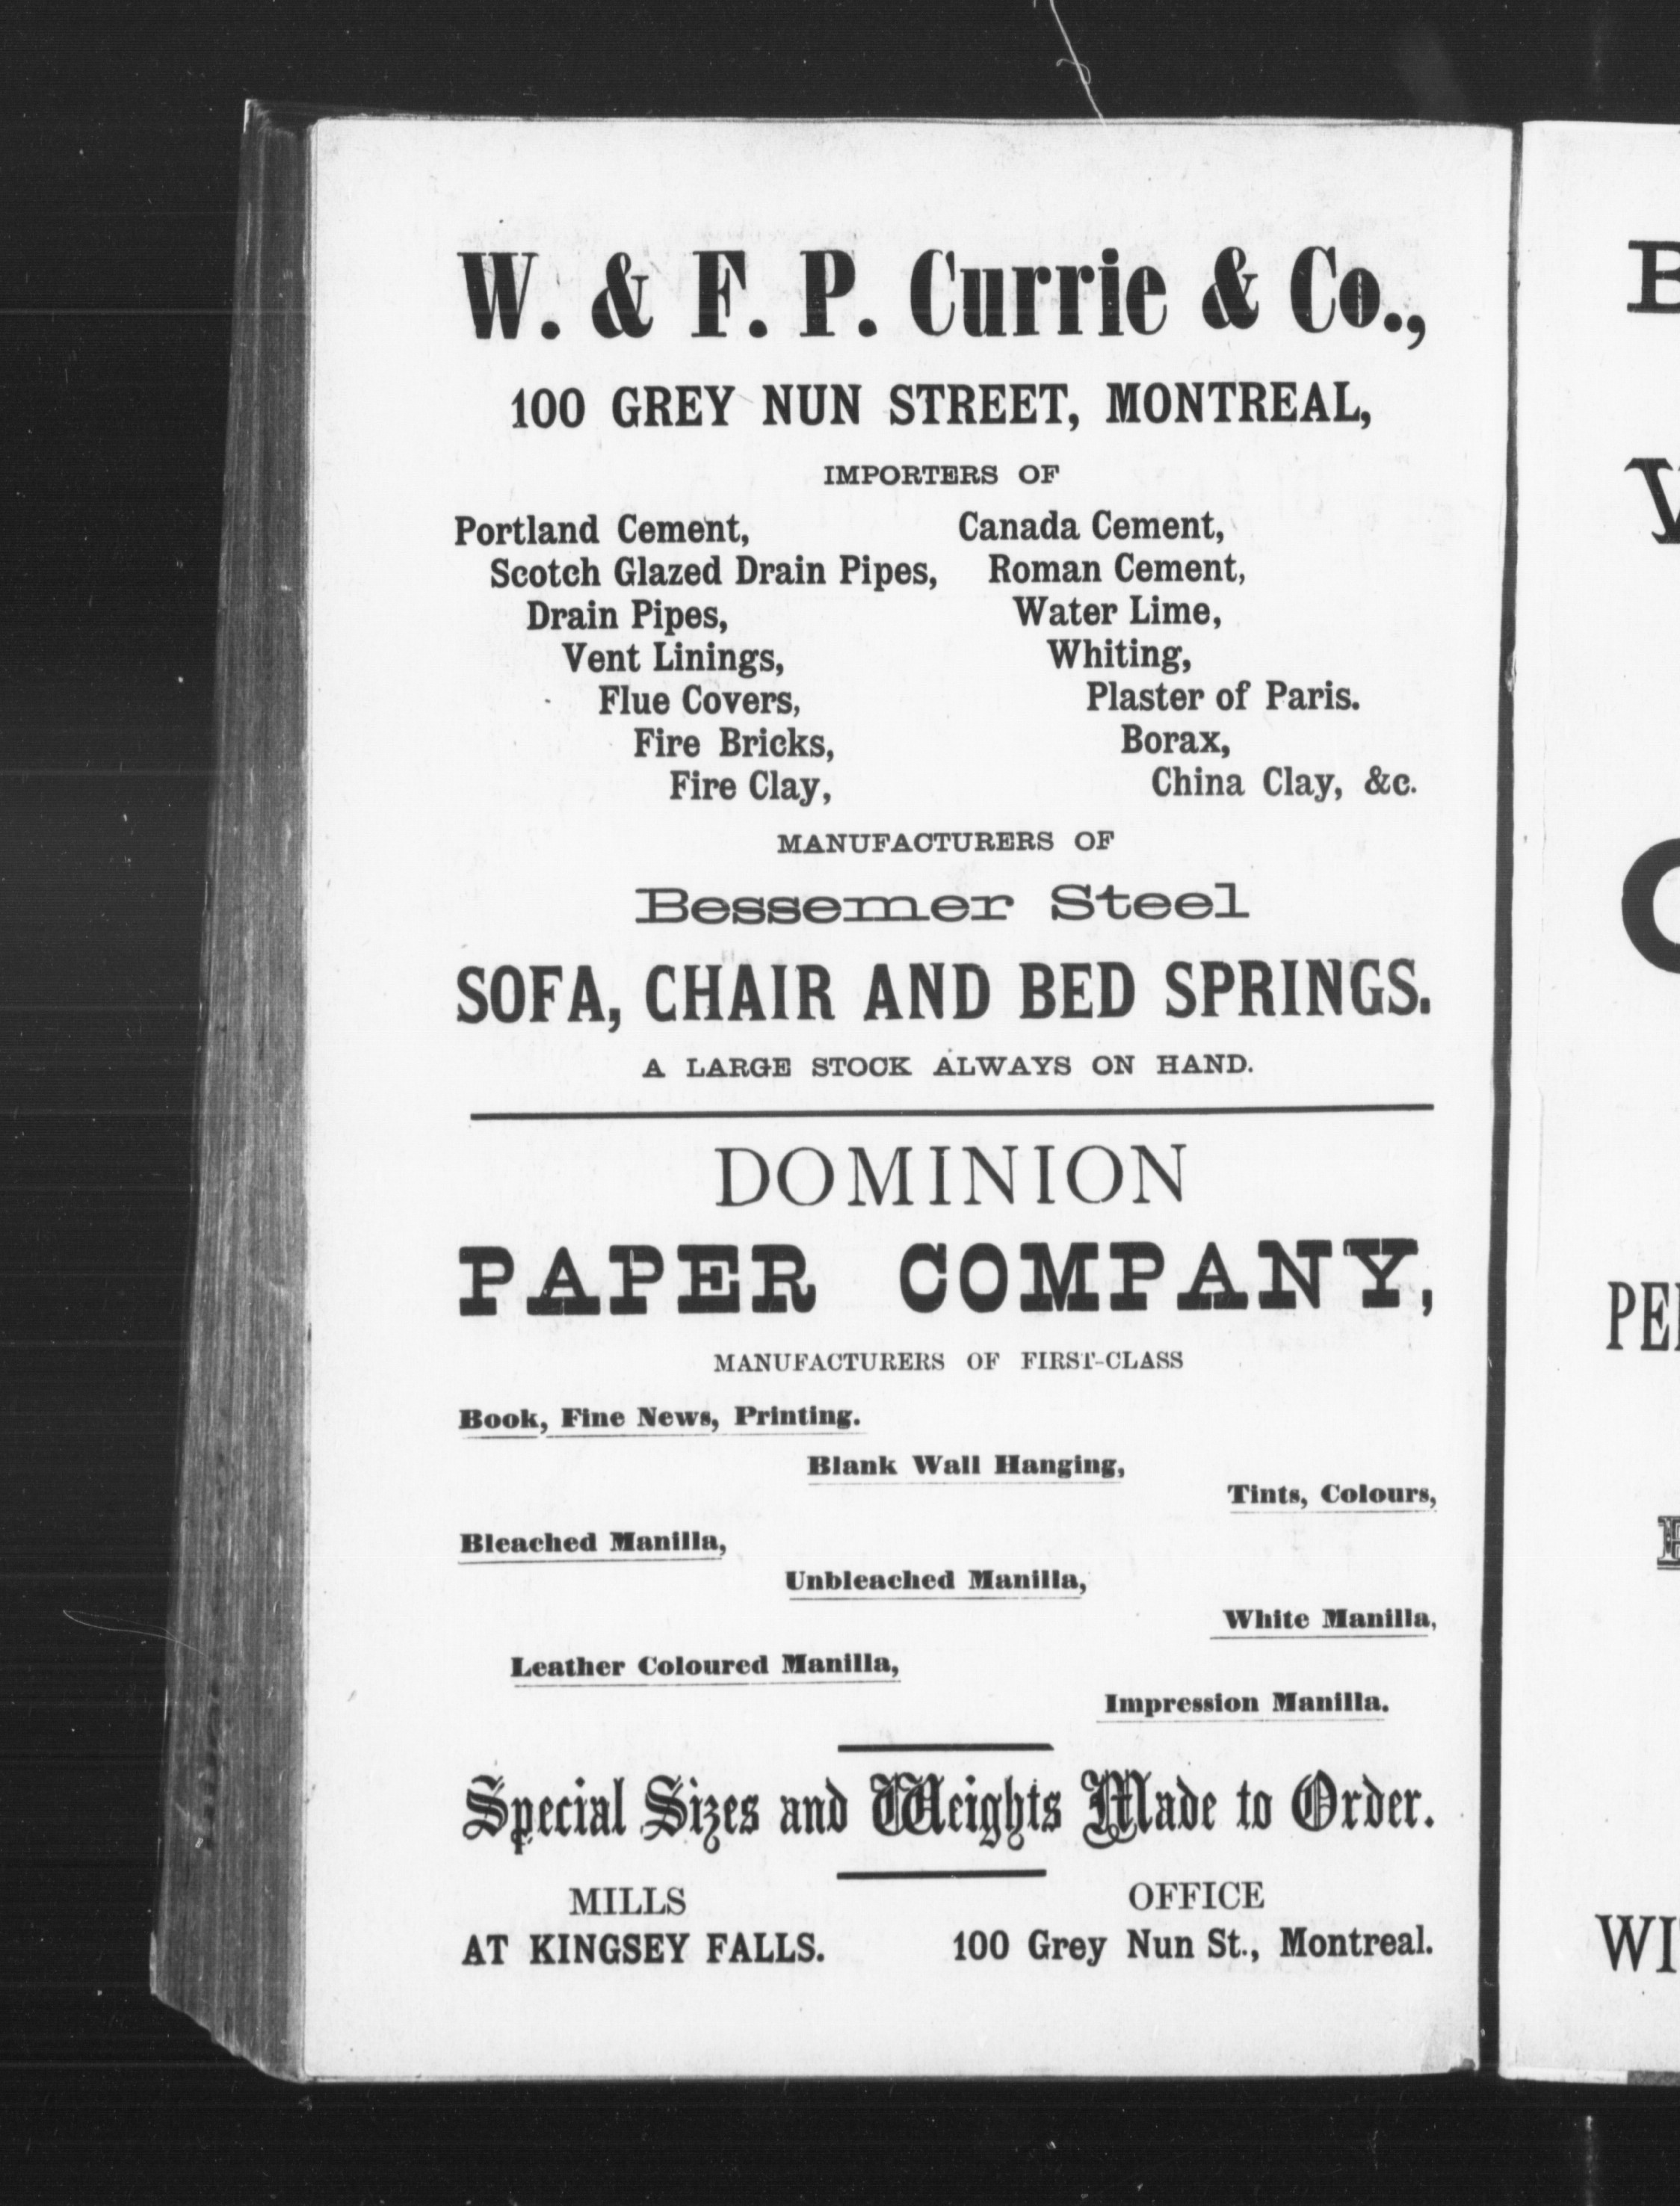 W. & F. P. Currie & Co.,
100 GREY NUN STREET, MONTREAL,
IMPORTERS OF
Portland Cement,
Scotch Glazed Drain Pipes,
Drain Pipes,
Vent Linings,
Flue Covers,
Fire Bricks,
Fire Clay,
Canada Cement,
Roman Cement,
Water Lime,
Whiting,
Plaster of Paris.
Borax,
China Clay, &c.
MANUFACTURERS OF
Bessemer Steel
SOFA, CHAIR AND BED SPRINGS.
A LARGE STOCK ALWAYS ON HAND.
DOMINION
PAPER COMPANY,
MANUFACTURERS OF FIRST-CLASS
Book, Fine News, Printing.
Blank Wall Hanging,
Tints, Colours,
Bleached Manilla,
Unbleached Manilla,
White Manilla,
Leather Coloured Manilla,
Impression Manilla.
Special Sizes and Weights Made to Order.
MILLS
AT KINGSEY FALLS.
OFFICE
100 Grey Nun St., Montreal.